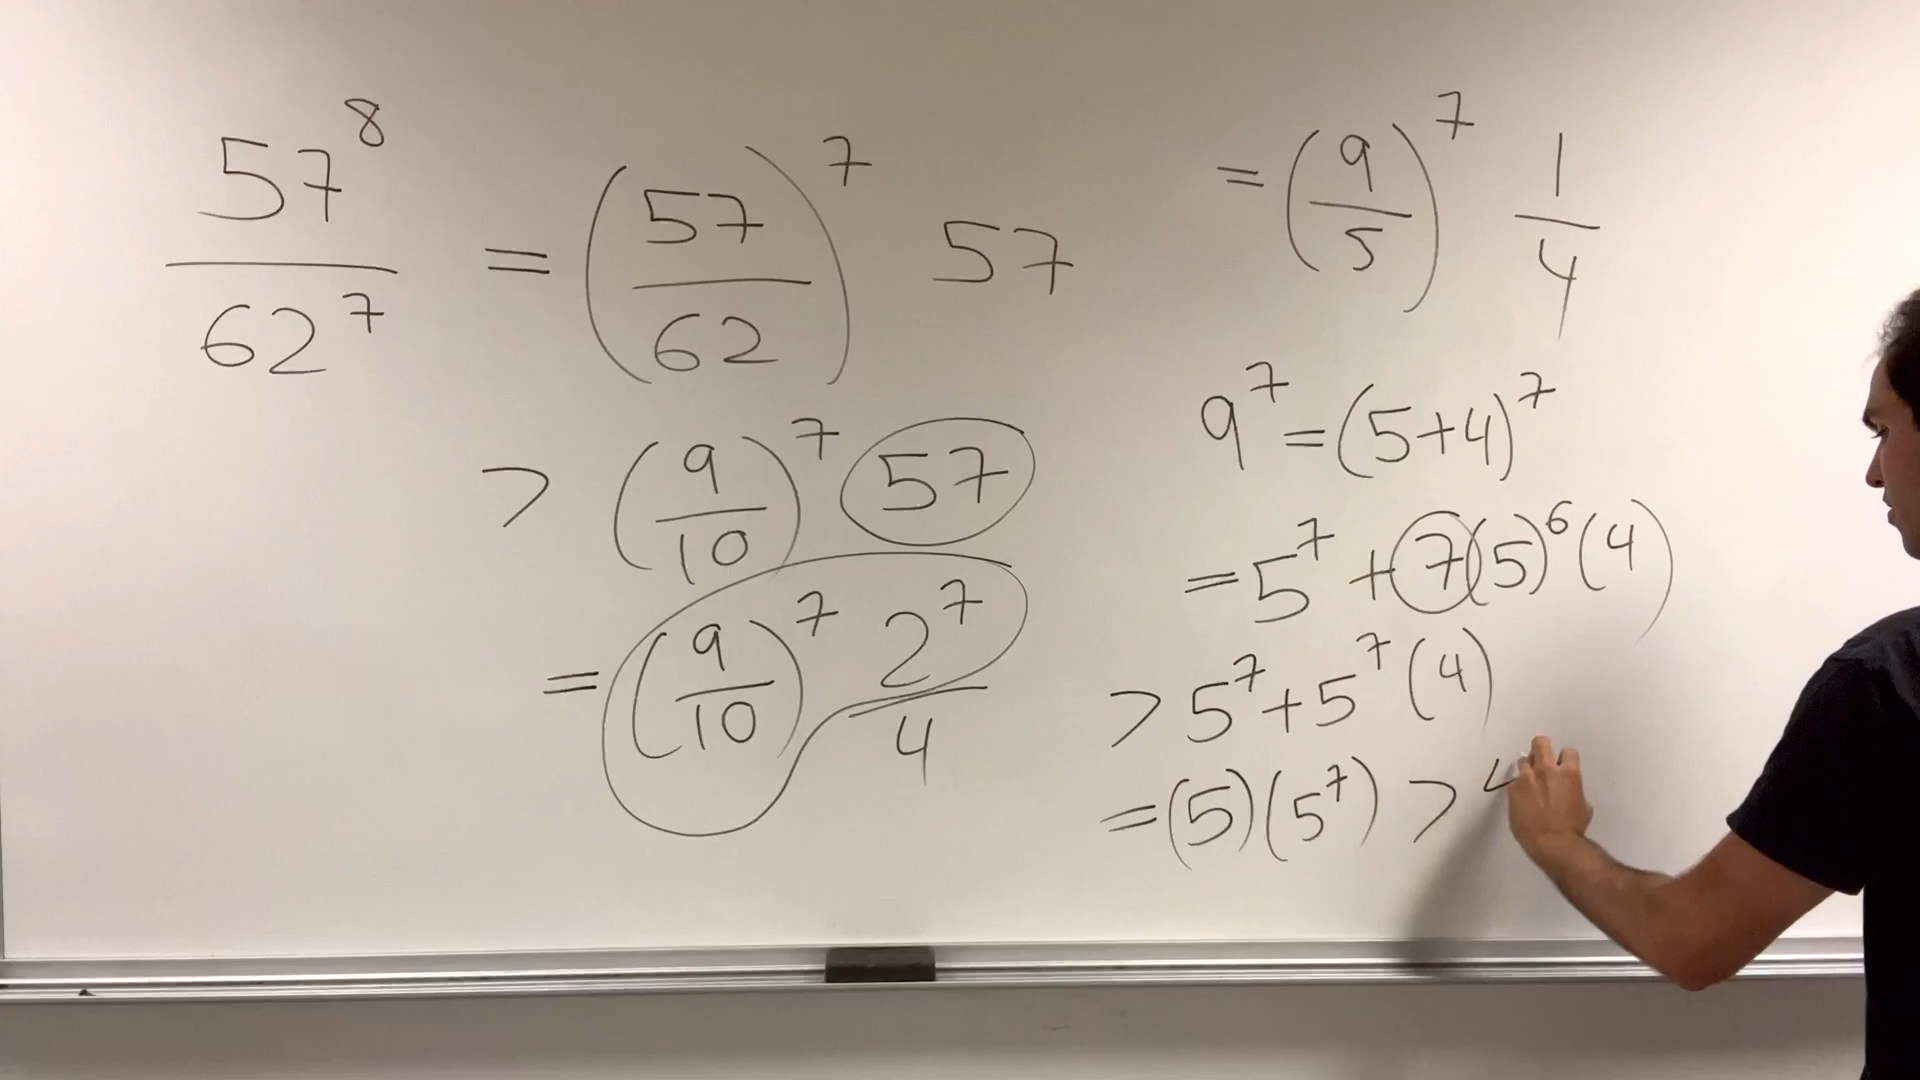 57^8 / 62^7 = (57/62)^7 57
> (9/10)^7 57
= (9/10)^7 2^7/4
= (9/5)^7 1/4
9^7 = (5+4)^7
= 5^7 + 7(5)^6(4)
> 5^7 + 5^7(4)
= (5)(5^7) >